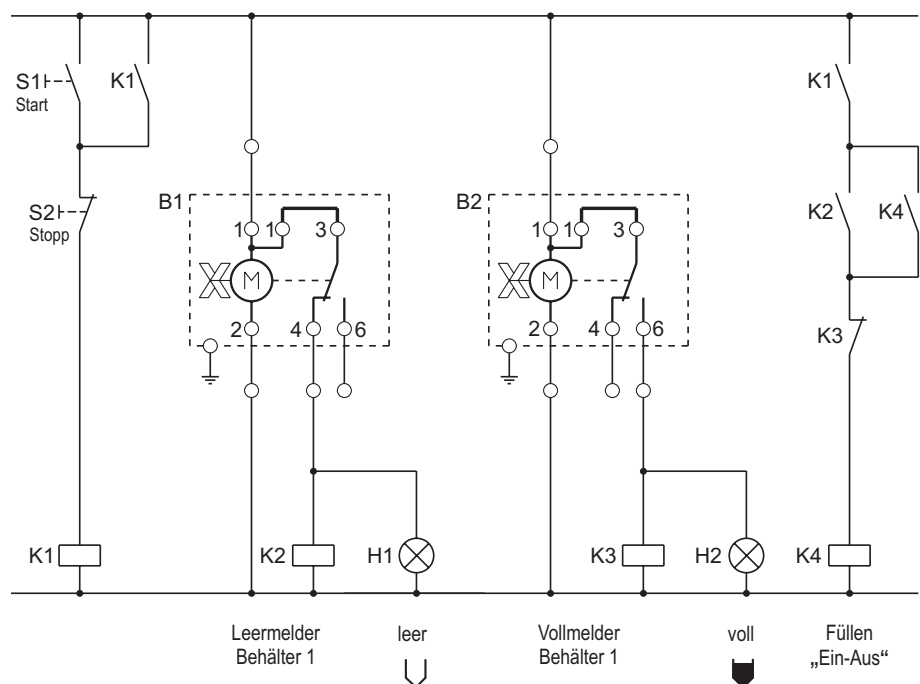 S1
Start
K1
K1
S2
Stopp
B1
1
1
3
M
2
4
6
B2
1
1
3
M
2
4
6
K2
K4
K3
K1
K2
H1
K3
H2
K4
Leermelder
Behälter 1
leer
Vollmelder
Behälter 1
voll
Füllen
„Ein-Aus“